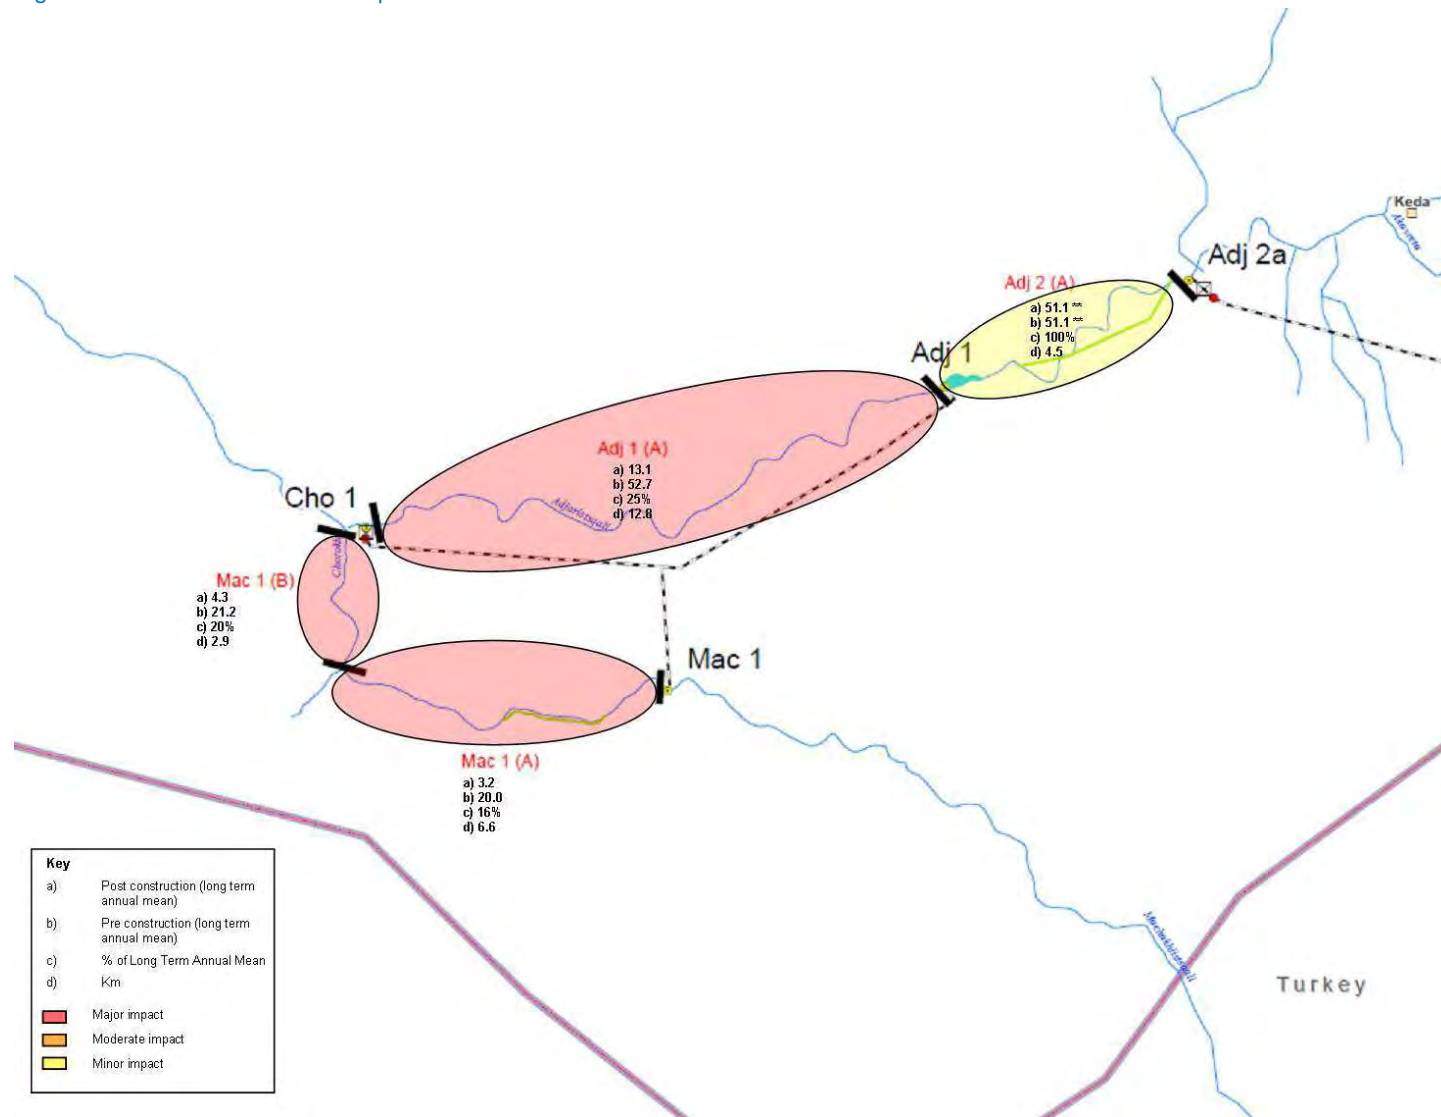 Keda
Adj 2a
Adj 2 (A)
a) 51.1 **
b) 51.1 **
c) 100%
d) 4.5
Adj 1
Adj 1 (A)
a) 13.1
b) 52.7
c) 25%
d) 12.8
Adjaristsqali
Cho 1
Mac 1 (B)
a) 4.3
b) 21.2
c) 20%
d) 2.9
Mac 1
Mac 1 (A)
a) 3.2
b) 20.0
c) 16%
d) 6.6
Key
a) Post construction (long term
annual mean)
b) Pre construction (long term
annual mean)
c) % of Long Term Annual Mean
d) Km
Major impact
Moderate impact
Minor impact
Turkey